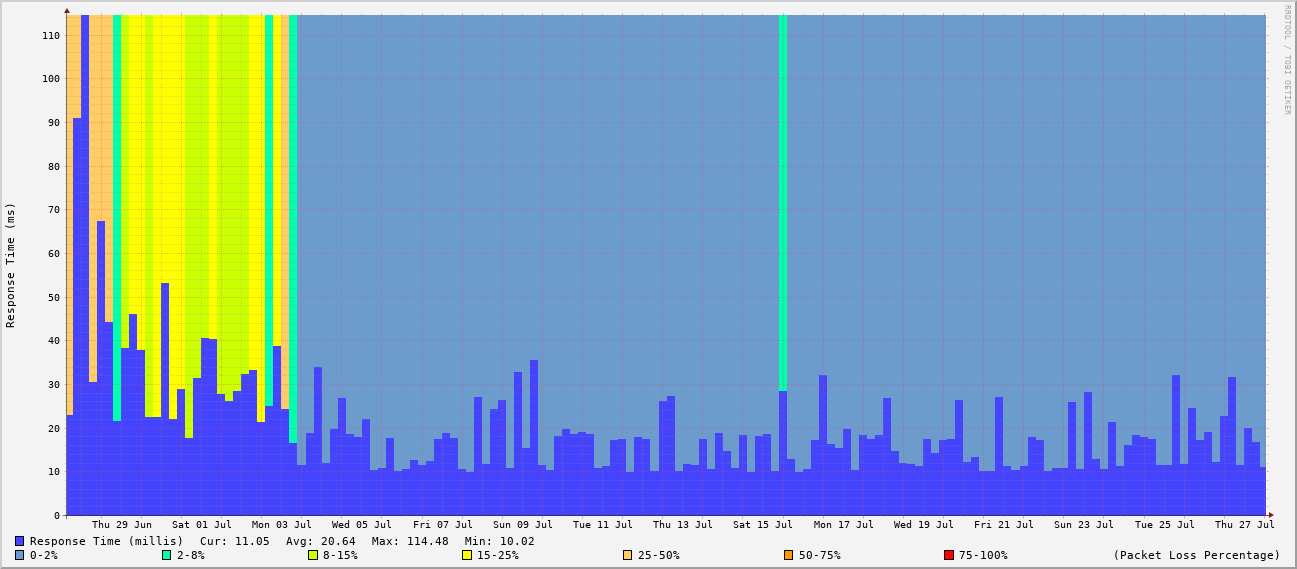 RRDTOOL / TOBI OETIKER
Response Time (ms)
110
100
90
80
70
60
50
40
30
20
10
0
Thu 29 Jun Sat 01 Jul Mon 03 Jul Wed 05 Jul Fri 07 Jul Sun 09 Jul Tue 11 Jul Thu 13 Jul Sat 15 Jul Mon 17 Jul Wed 19 Jul Fri 21 Jul Sun 23 Jul Tue 25 Jul Thu 27 Jul
Response Time (millis) Cur: 11.05 Avg: 20.64 Max: 114.48 Min: 10.02
0-2% 2-8% 8-15% 15-25% 25-50% 50-75% 75-100% (Packet Loss Percentage)